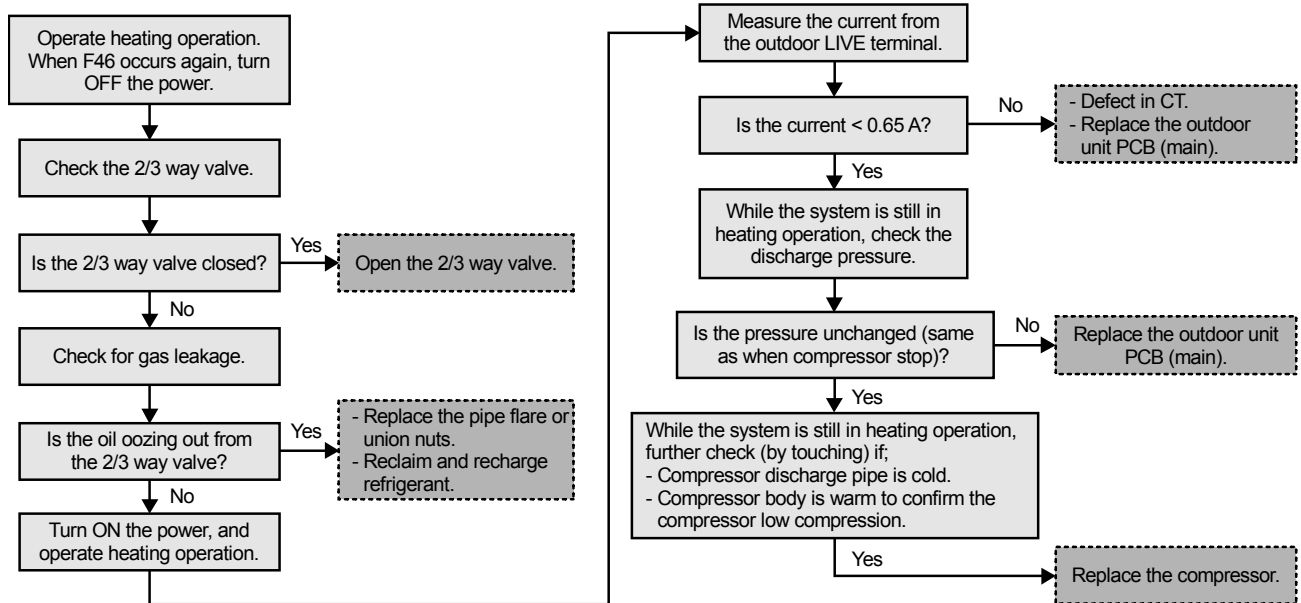 Operate heating operation.
When F46 occurs again, turn
OFF the power.
Check the 2/3 way valve.
Is the 2/3 way valve closed?
Yes
Open the 2/3 way valve.
No
Check for gas leakage.
Is the oil oozing out from
the 2/3 way valve?
Yes
- Replace the pipe flare or
union nuts.
- Reclaim and recharge
refrigerant.
No
Turn ON the power, and
operate heating operation.
Measure the current from
the outdoor LIVE terminal.
Is the current < 0.65 A?
No
- Defect in CT.
- Replace the outdoor
unit PCB (main).
Yes
While the system is still in
heating operation, check the
discharge pressure.
Is the pressure unchanged (same
as when compressor stop)?
No
Replace the outdoor unit
PCB (main).
Yes
While the system is still in heating operation,
further check (by touching) if;
- Compressor discharge pipe is cold.
- Compressor body is warm to confirm the
compressor low compression.
Yes
Replace the compressor.